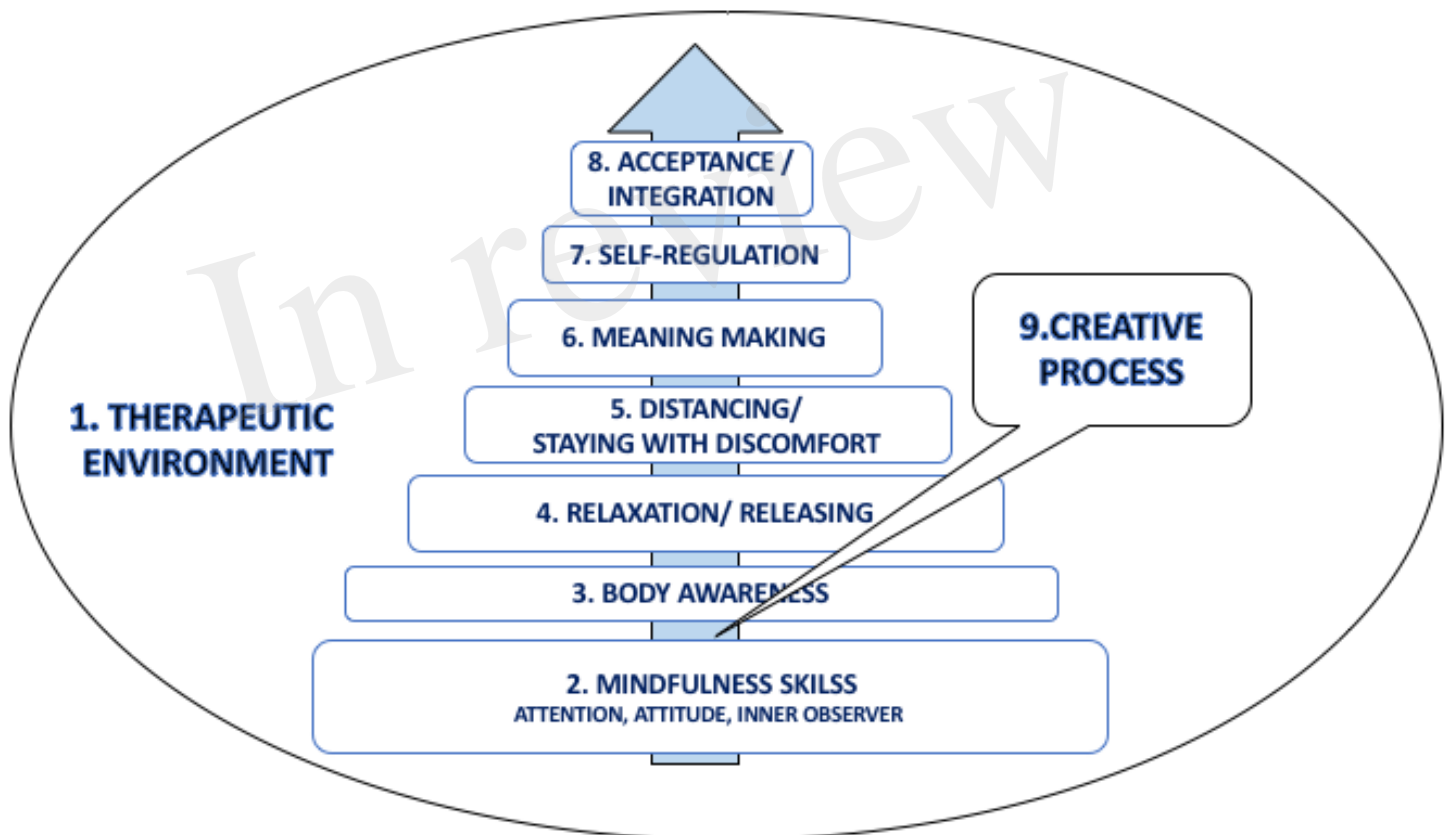 8. ACCEPTANCE /
INTEGRATION
7. SELF-REGULATION
6. MEANING MAKING
9.CREATIVE
PROCESS
1. THERAPEUTIC
ENVIRONMENT
5. DISTANCING/
STAYING WITH DISCOMFORT
4. RELAXATION/ RELEASING
3. BODY AWARENESS
2. MINDFULNESS SKILSS
ATTENTION, ATTITUDE, INNER OBSERVER
In review